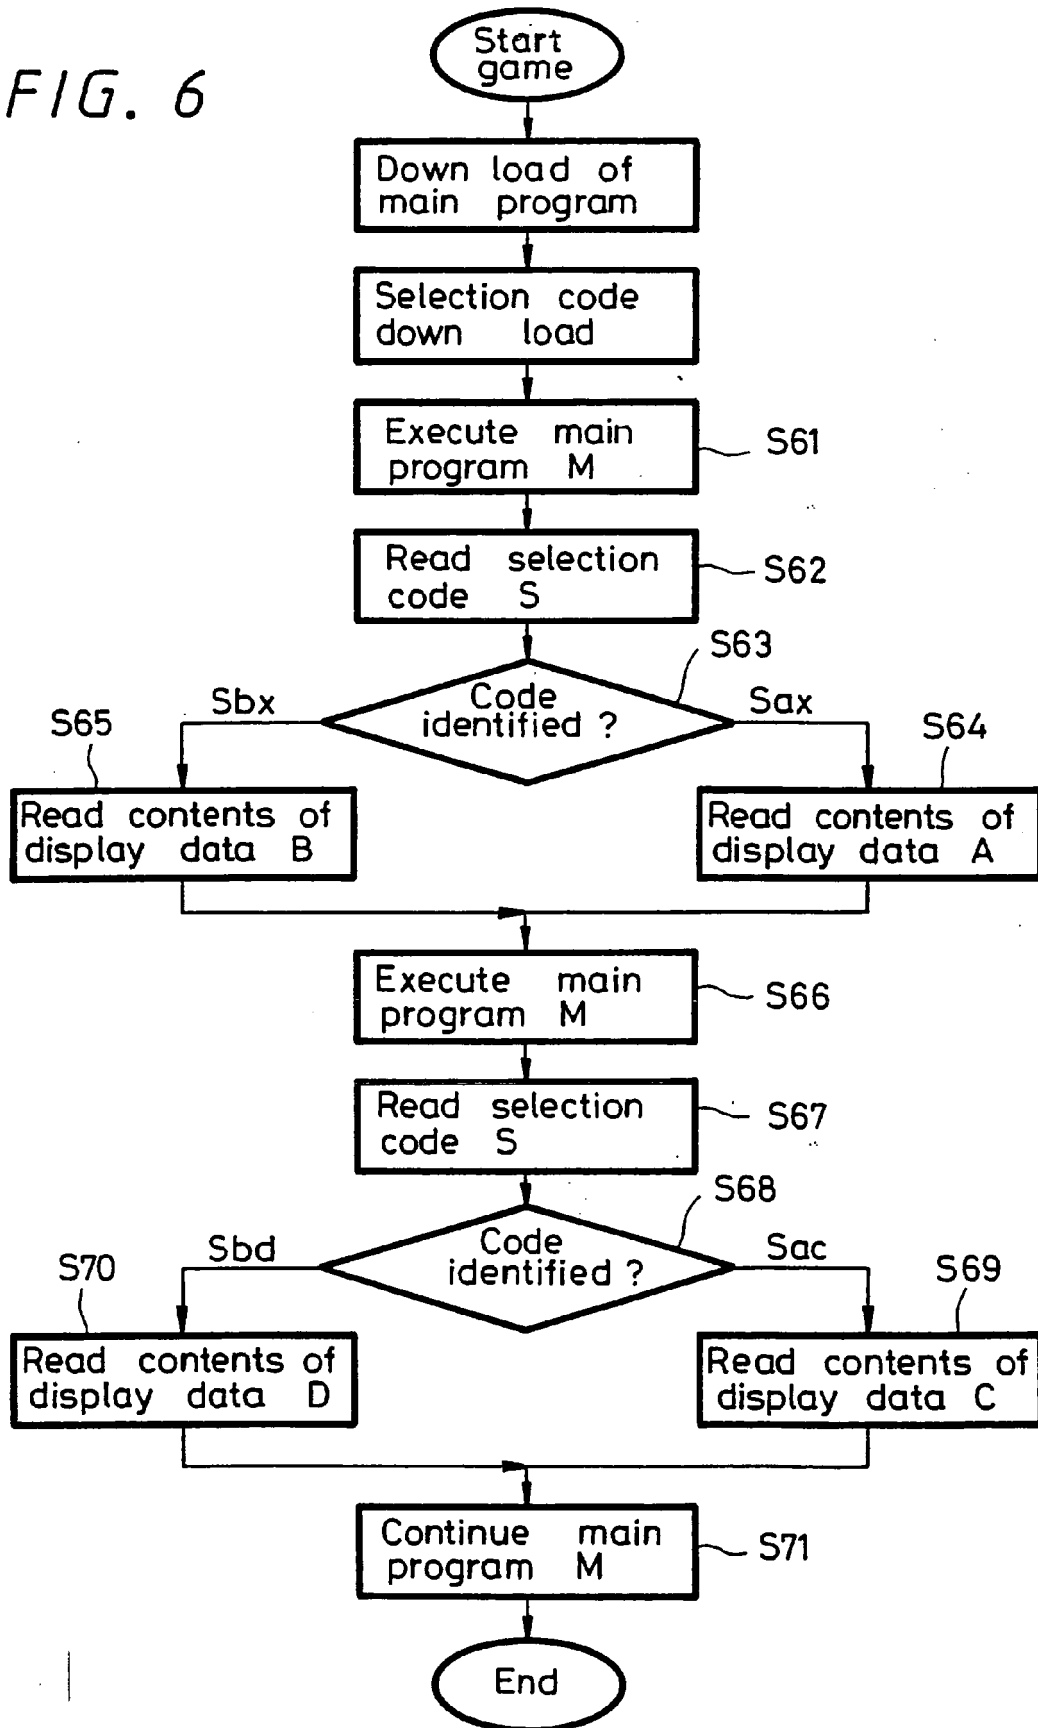 FIG. 6
Start
game
Down load of
main program
Selection code
down load
Execute main
program M
S61
Read selection
code S
S62
S63
Code
identified ?
Sbx
Sax
S65
S64
Read contents of
display data B
Read contents of
display data A
Execute main
program M
S66
Read selection
code S
S67
S68
Code
identified ?
Sbd
Sac
S70
S69
Read contents of
display data D
Read contents of
display data C
Continue main
program M
S71
End